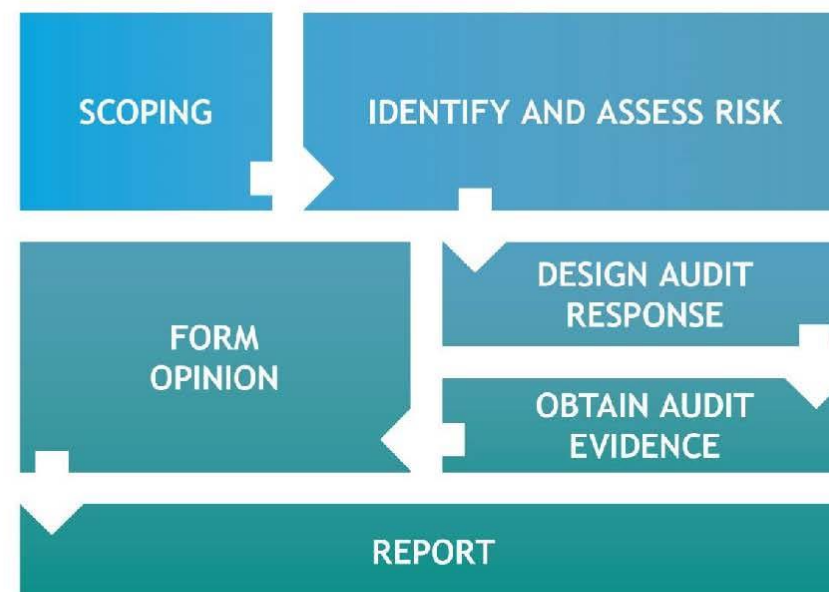 SCOPING
IDENTIFY AND ASSESS RISK
DESIGN AUDIT
RESPONSE
OBTAIN AUDIT
EVIDENCE
FORM
OPINION
REPORT